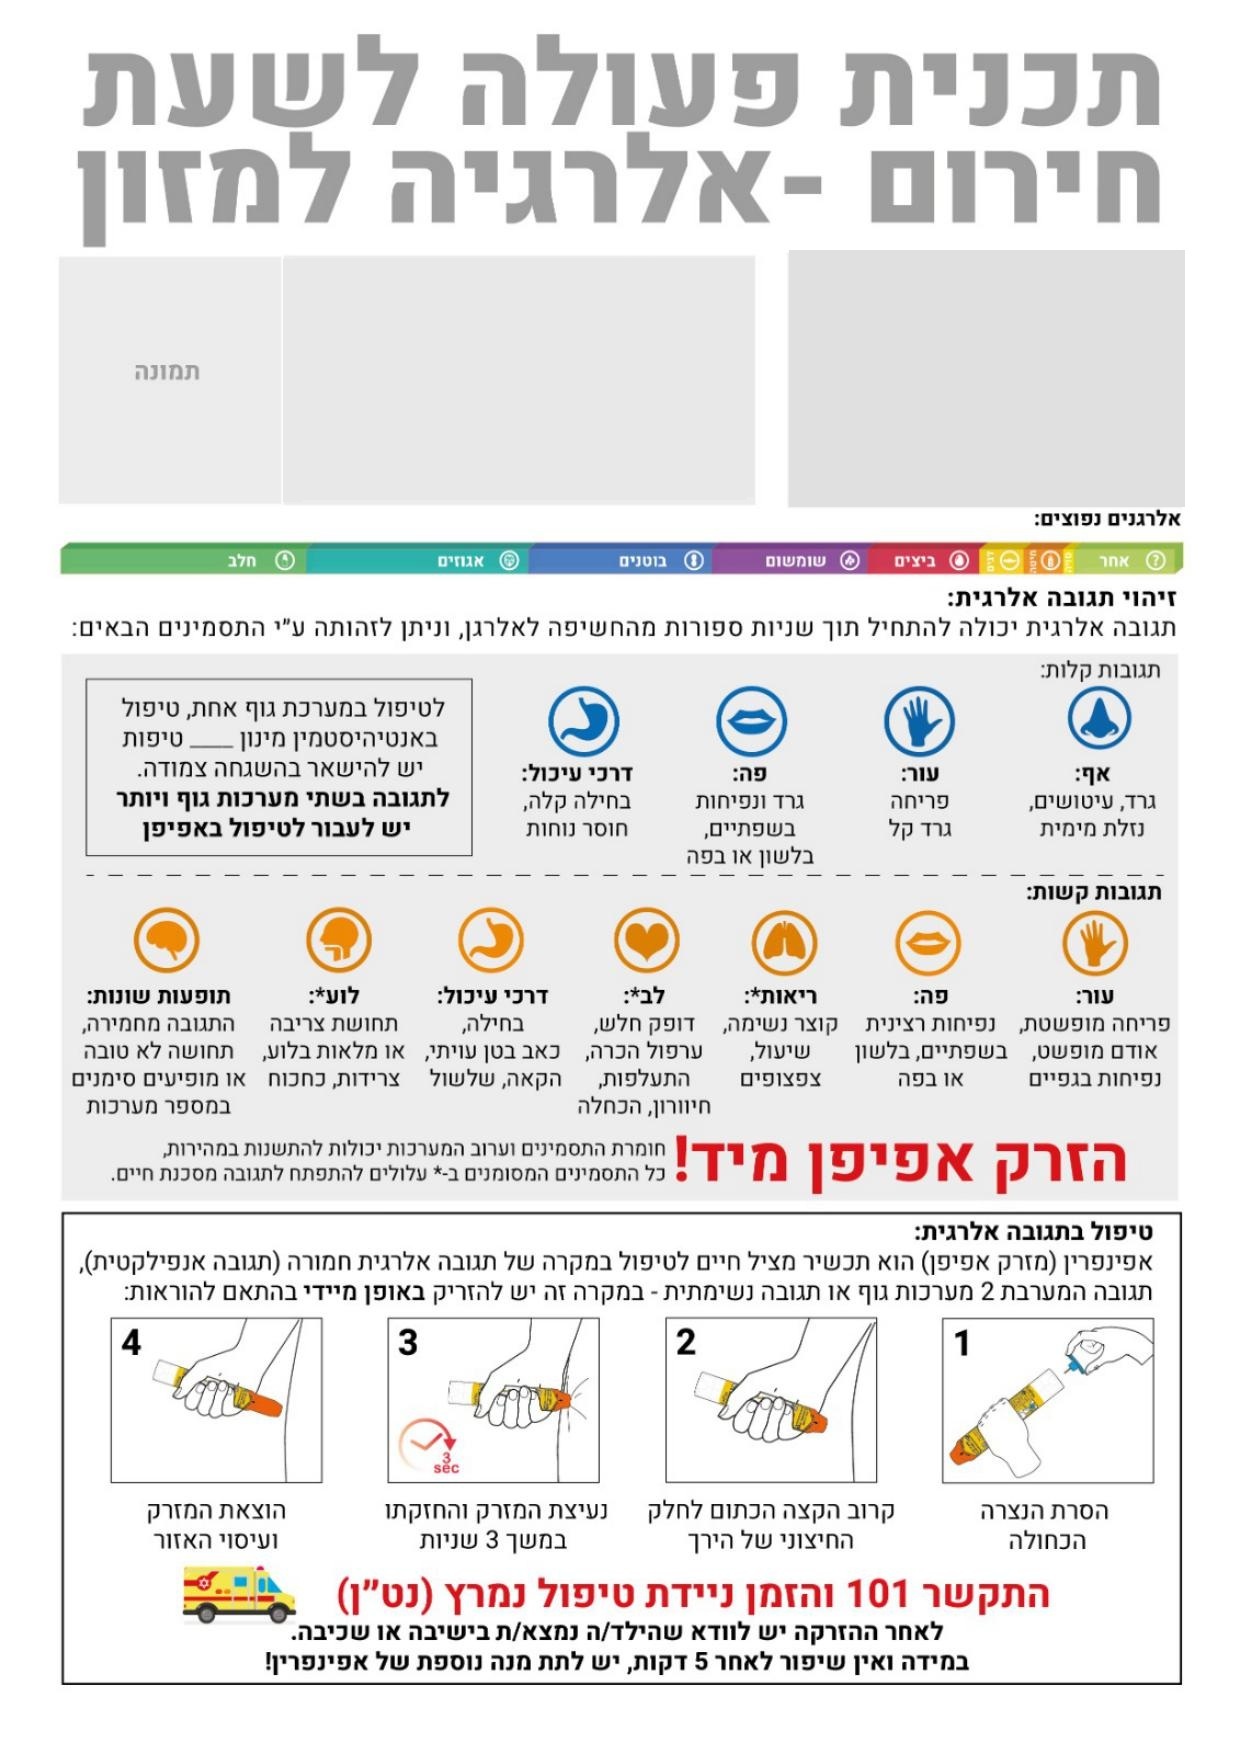 תכנית פעולה לשעת
חירום -אלרגיה למזון
תמונה
אלרגנים נפוצים:
אחר
סויה
חיטה
דגים
ביצים
שומשום
בוטנים
אגוזים
חלב
זיהוי תגובה אלרגית:
תגובה אלרגית יכולה להתחיל תוך שניות ספורות מהחשיפה לאלרגן, וניתן לזהותה ע"י התסמינים הבאים:
תגובות קלות:
אף:
גרד, עיטושים,
נזלת מימית
עור:
פריחה
גרד קל
פה:
גרד ונפיחות
בשפתיים,
בלשון או בפה
דרכי עיכול:
בחילה קלה,
חוסר נוחות
לטיפול במערכת גוף אחת, טיפול
באנטיהיסטמין מינון ____ טיפות
יש להישאר בהשגחה צמודה.
לתגובה בשתי מערכות גוף ויותר
יש לעבור לטיפול באפיפן
תגובות קשות:
עור:
פריחה מופשטת,
אודם מופשט,
נפיחות בגפיים
פה:
נפיחות רצינית
בשפתיים, בלשון
או בפה
ריאות*:
קוצר נשימה,
שיעול,
צפצופים
לב*:
דופק חלש,
ערפול הכרה,
התעלפות,
חיוורון, הכחלה
דרכי עיכול:
בחילה,
כאב בטן עויתי,
הקאה, שלשול
לוע*:
תחושת צריבה
או מלאות בלוע,
צרידות, כחכוח
תופעות שונות:
התגובה מחמירה,
תחושה לא טובה
או מופיעים סימנים
במספר מערכות
הזרק אפיפן מיד!
חומרת התסמינים וערוב המערכות יכולות להתשנות במהירות,
כל התסמינים המסומנים ב-* עלולים להתפתח לתגובה מסכנת חיים.
טיפול בתגובה אלרגית:
אפינפרין (מזרק אפיפן) הוא תכשיר מציל חיים לטיפול במקרה של תגובה אלרגית חמורה (תגובה אנפילקטית),
תגובה המערבת 2 מערכות גוף או תגובה נשימתית - במקרה זה יש להזריק באופן מיידי בהתאם להוראות:
1
הסרת הנצרה
הכחולה
2
קרוב הקצה הכתום לחלק
החיצוני של הירך
3
3
sec
נעיצת המזרק והחזקתו
במשך 3 שניות
4
הוצאת המזרק
ועיסוי האזור
התקשר 101 והזמן ניידת טיפול נמרץ (נט"ן)
לאחר ההזרקה יש לוודא שהילד/ה נמצא/ת בישיבה או שכיבה.
במידה ואין שיפור לאחר 5 דקות, יש לתת מנה נוספת של אפינפרין!